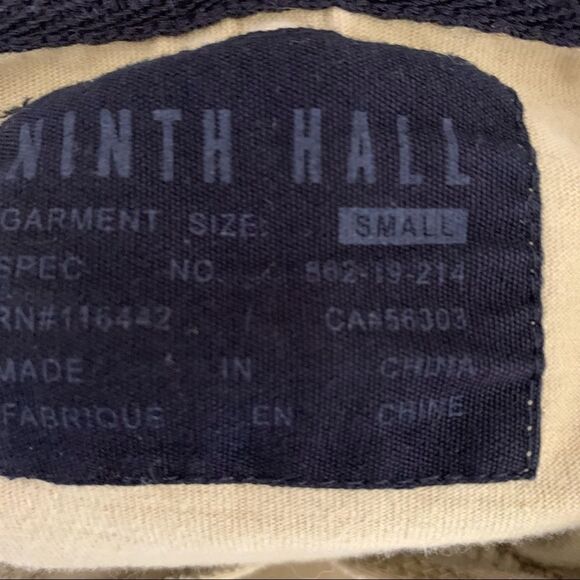 NINTH HALL
GARMENT SIZE: SMALL
SPEC NO. 862-19-214
RN#116442 CA#56303
MADE IN CHINA
FABRIQUE EN CHINE